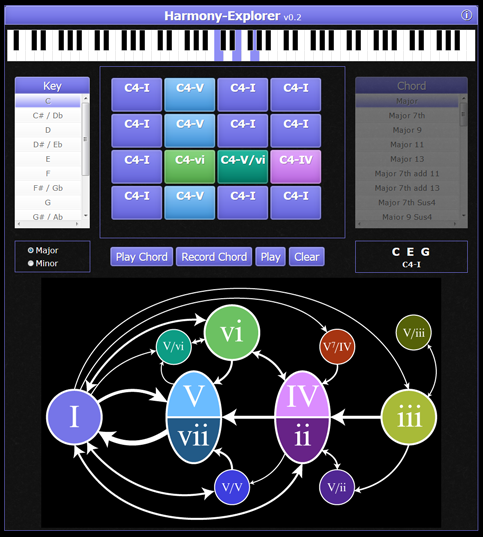 Harmony-Explorer v0.2
i
Key
C
C# / Db
D
D# / Eb
E
F
F# / Gb
G
G# / Ab
Major
Minor
C4-I C4-V C4-I C4-I
C4-I C4-V C4-I C4-I
C4-I C4-vi C4-V/vi C4-IV
C4-I C4-V C4-I C4-I
Play Chord Record Chord Play Clear
Chord
Major
Major 7th
Major 9
Major 11
Major 13
Major 7th add 11
Major 7th add 13
Major 7th Sus4
Major 9 Sus4
C E G
C4-I
vi
V/vi
V⁷/IV
V/iii
I
V
vii
IV
ii
iii
V/V
V/ii